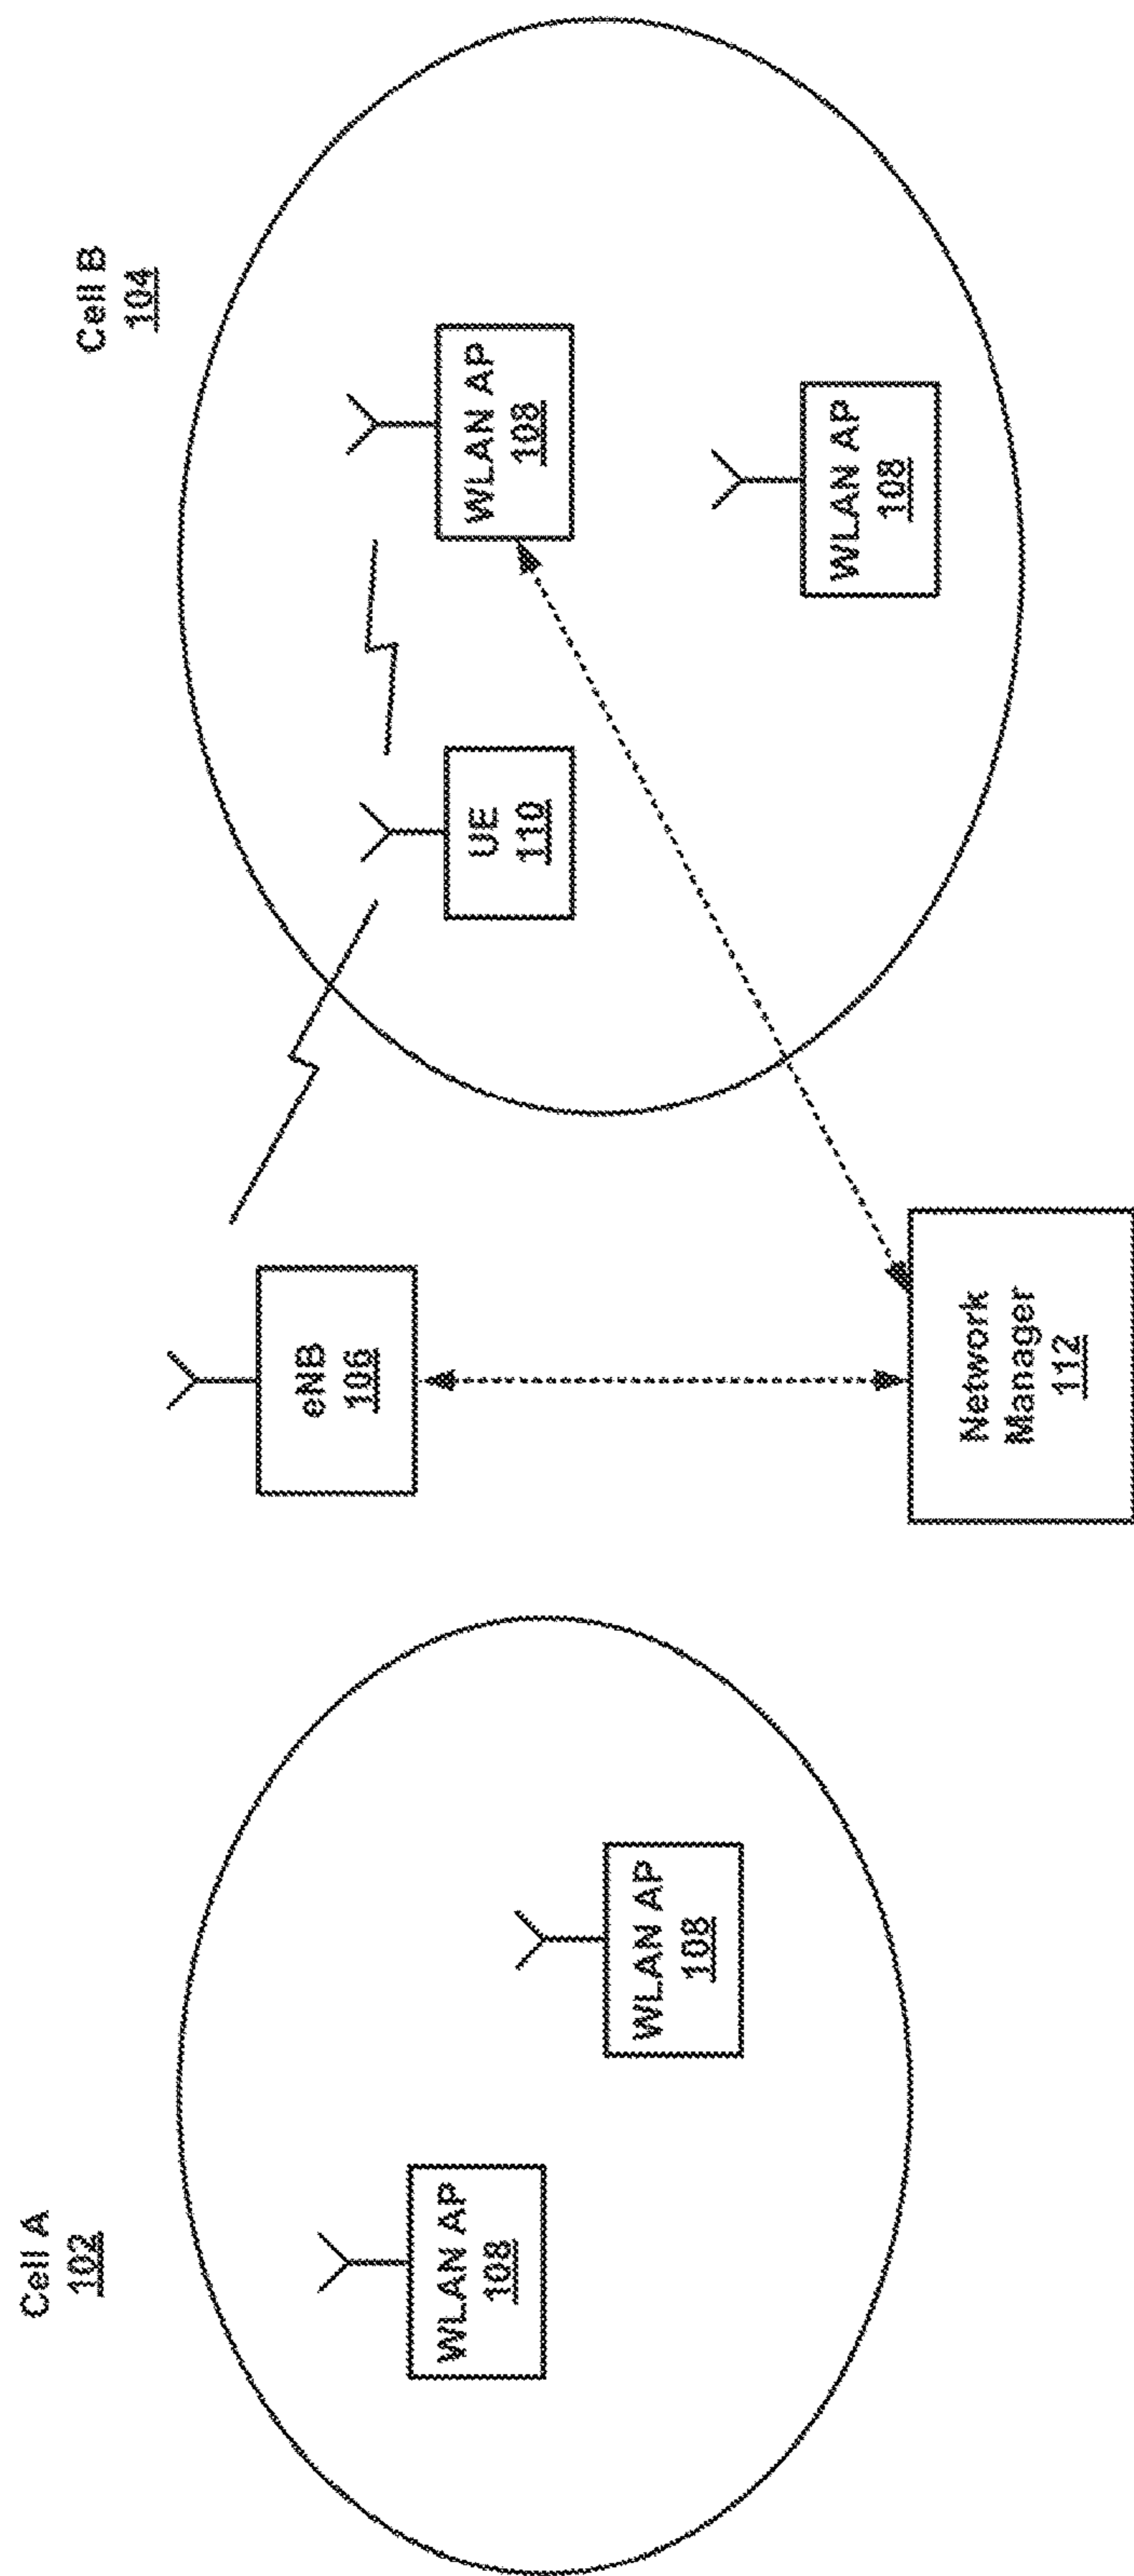 Cell A
102
WLAN AP
108
WLAN AP
108
eNB
106
Network
Manager
112
Cell B
104
UE
110
WLAN AP
108
WLAN AP
108